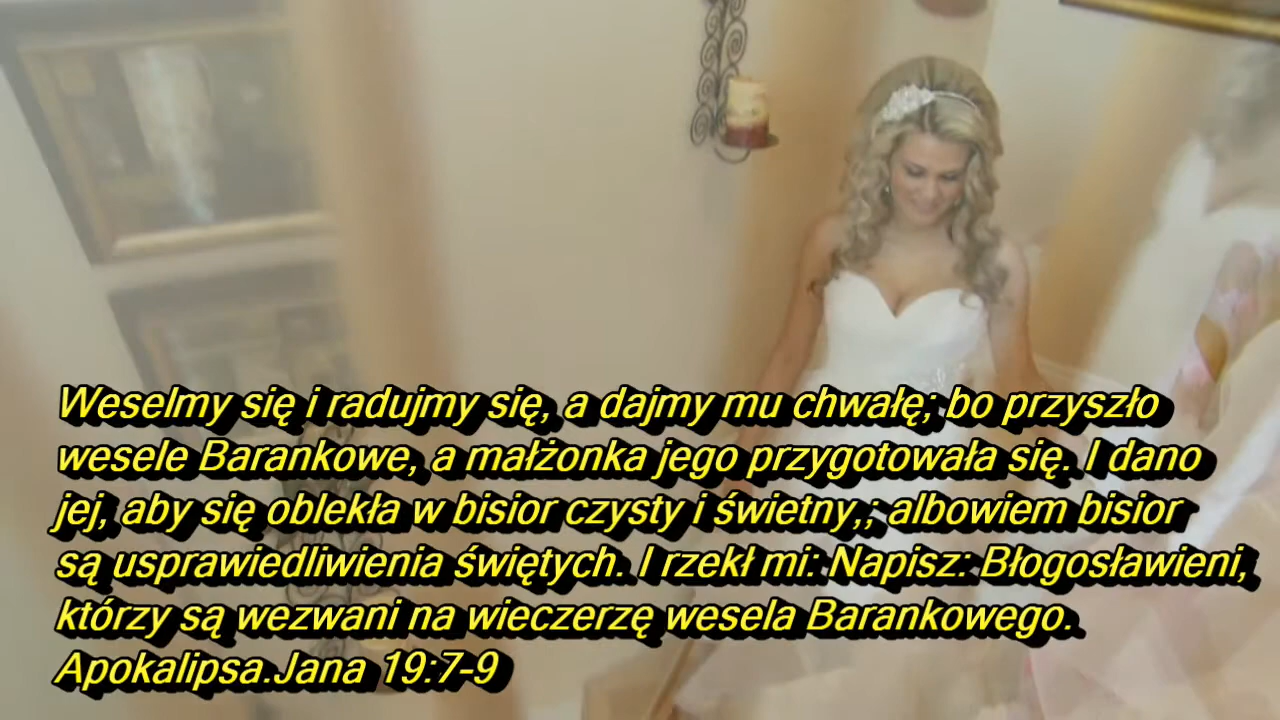 Weselmy się i radujmy się, a dajmy mu chwałę; bo przyszło
wesele Barankowe, a małżonka jego przygotowała się. I dano
jej, aby się oblekła w bisior czysty i świetny,; albowiem bisior
są usprawiedliwienia świętych. I rzekł mi: Napisz: Błogosławieni,
którzy są wezwani na wieczerzę wesela Barankowego.
Apokalipsa.Jana 19:7-9